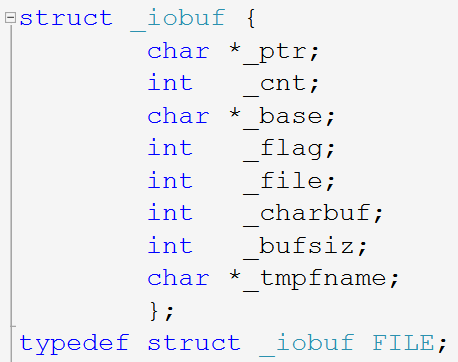 struct _iobuf {
        char *_ptr;
        int   _cnt;
        char *_base;
        int   _flag;
        int   _file;
        int   _charbuf;
        int   _bufsiz;
        char *_tmpfname;
        };
typedef struct _iobuf FILE;